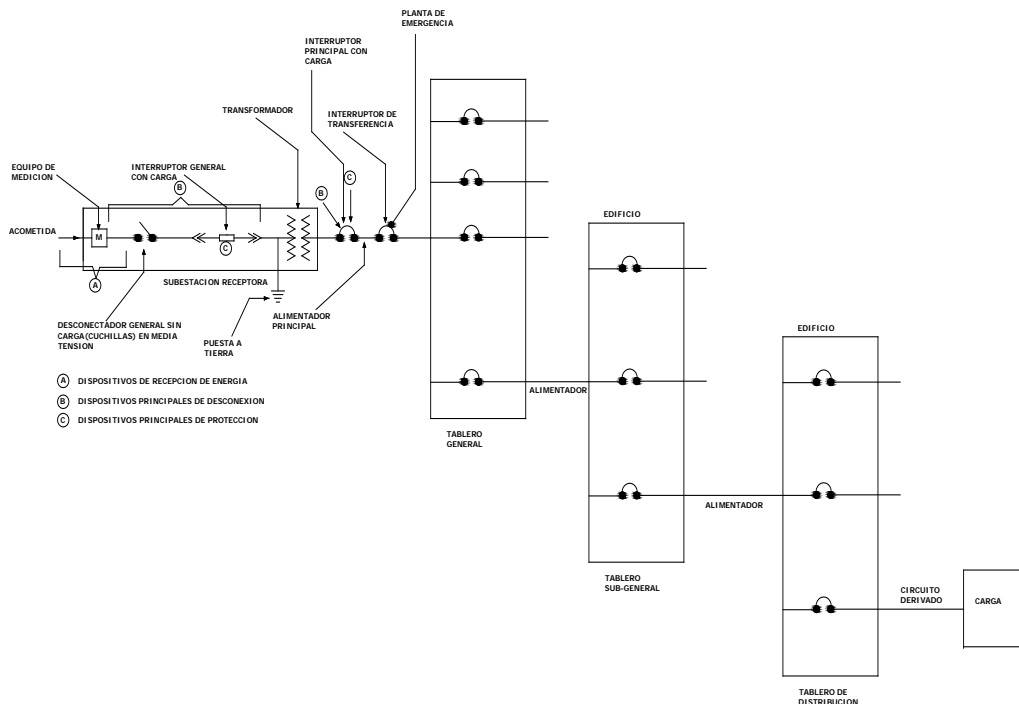 PLANTA DE
EMERGENCIA
INTERRUPTOR
PRINCIPAL CON
CARGA
TRANSFORMADOR
INTERRUPTOR DE
TRANSFERENCIA
EQUIPO DE
MEDICION
INTERRUPTOR GENERAL
CON CARGA
B
C
B
ACOMETIDA
M
C
A
SUBESTACION RECEPTORA
DESCONECTADOR GENERAL SIN
CARGA(CUCHILLAS) EN MEDIA
TENSION
PUESTA A
TIERRA
ALIMENTADOR
PRINCIPAL
A DISPOSITIVOS DE RECEPCION DE ENERGIA
B DISPOSITIVOS PRINCIPALES DE DESCONEXION
C DISPOSITIVOS PRINCIPALES DE PROTECCION
TABLERO
GENERAL
ALIMENTADOR
EDIFICIO
TABLERO
SUB-GENERAL
ALIMENTADOR
EDIFICIO
CIRCUITO
DERIVADO
CARGA
TABLERO DE
DISTRIBUCION